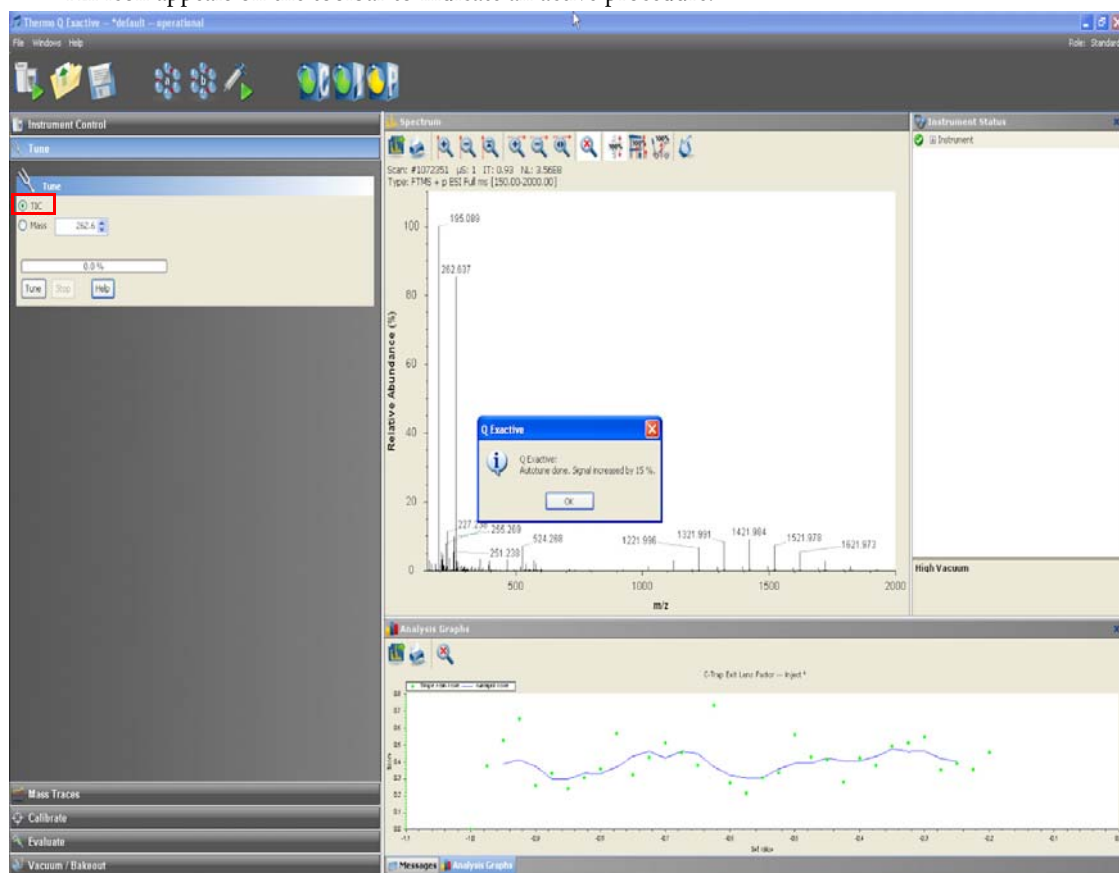 Thermo Q Exactive -- *default -- operational
File Windows Help
Role: Standard
Instrument Control
Tune
Tune
TIC
Mass 262.6
0.0 %
Tune Stop Help
Mass Traces
Calibrate
Evaluate
Vacuum / Bakeout
Spectrum
Scan: #1072351 µS: 1 IT: 0.93 NL: 3.56E8
Type: FTMS + p ESI Full ms [150.00-2000.00]
Relative Abundance (%)
100
80
60
40
20
0
195.089
262.637
255.269
251.238
524.268
1221.996
1321.991
1421.984
1521.978
1621.973
500 1000 1500 2000
m/z
Q Exactive
Q Exactive:
Autotune done. Signal increased by 15 %.
OK
Instrument Status
Instrument
High Vacuum
Analysis Graphs
C-Trap Exit Lens Factor -- Inject *
Messages Analysis Graphs